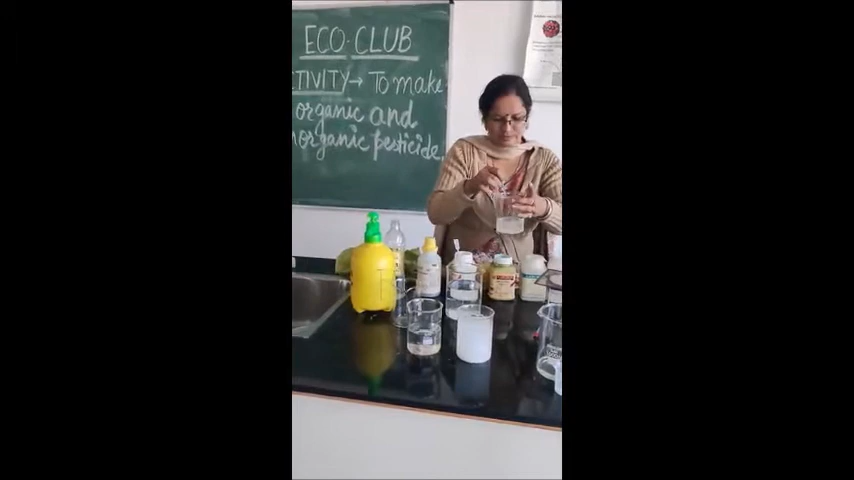 ECO-CLUB
TIVITY → To make
organic and
norganic pesticide